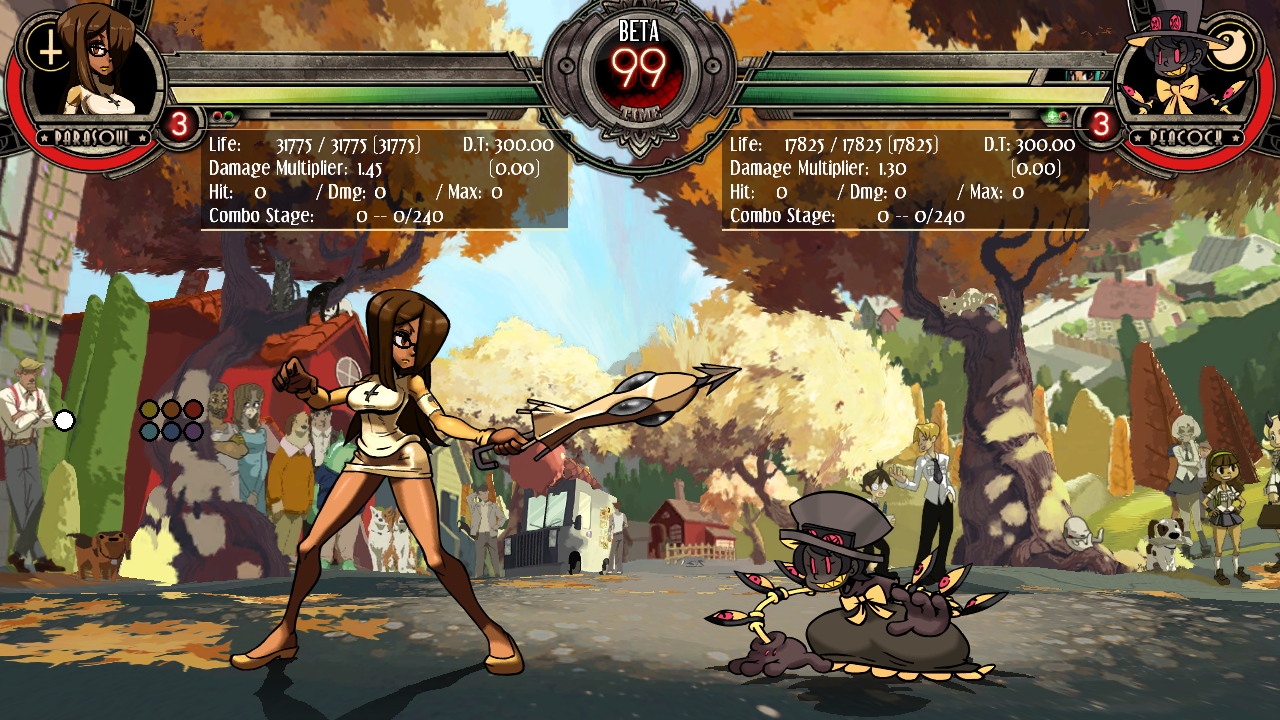 BETA
99
TIME
PARASOUL
3
3
PEACOCK
Life: 31775 / 31775 (31775) D.T: 300.00
Damage Multiplier: 1.45 (0.00)
Hit: 0 / Dmg: 0 / Max: 0
Combo Stage: 0 -- 0/240
Life: 17825 / 17825 (17825) D.T: 300.00
Damage Multiplier: 1.30 (0.00)
Hit: 0 / Dmg: 0 / Max: 0
Combo Stage: 0 -- 0/240